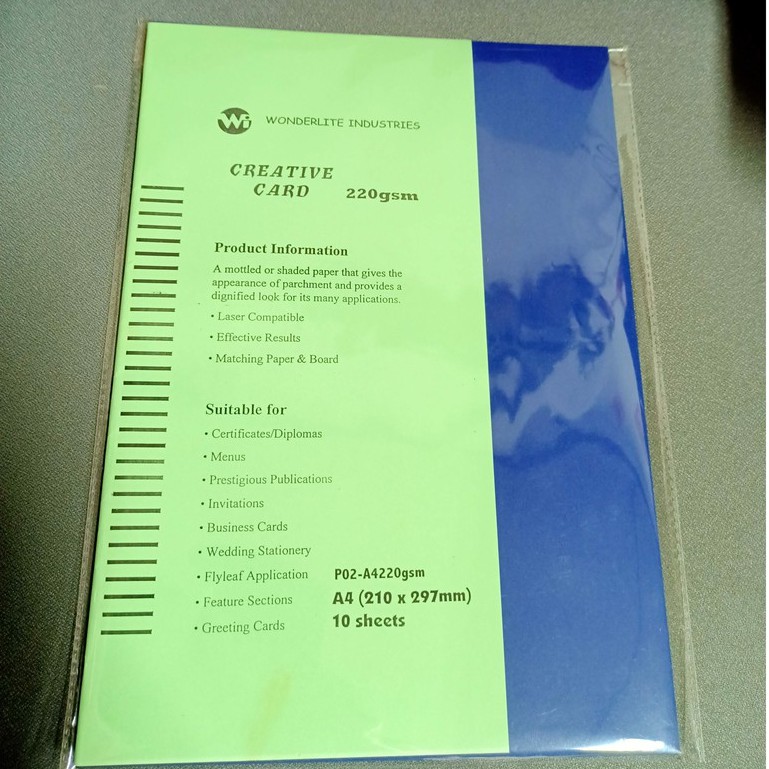 Wi WONDERLITE INDUSTRIES
CREATIVE
CARD 220gsm
Product Information
A mottled or shaded paper that gives the
appearance of parchment and provides a
dignified look for its many applications.
• Laser Compatible
• Effective Results
• Matching Paper & Board
Suitable for
• Certificates/Diplomas
• Menus
• Prestigious Publications
• Invitations
• Business Cards
• Wedding Stationery
• Flyleaf Application P02-A4220gsm
• Feature Sections A4 (210 x 297mm)
• Greeting Cards 10 sheets